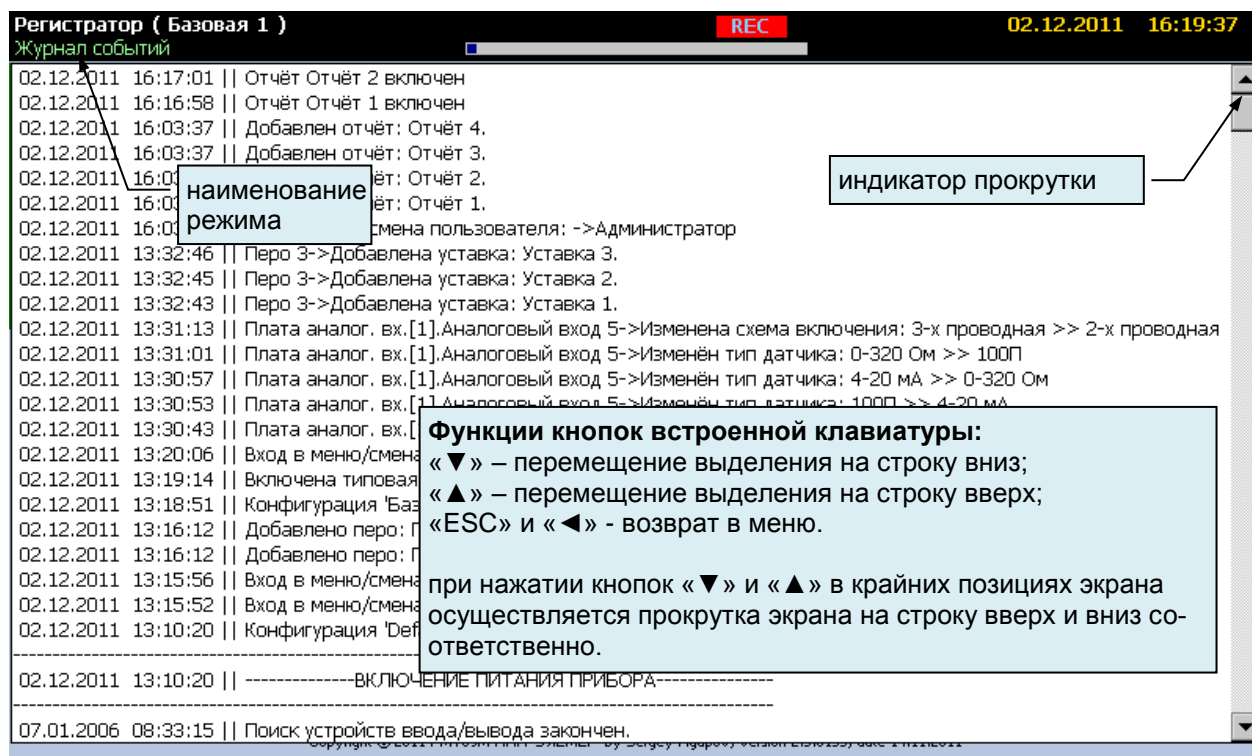 Регистратор ( Базовая 1 ) REC 02.12.2011 16:19:37
Журнал событий
02.12.2011 16:17:01 || Отчёт Отчёт 2 включен
02.12.2011 16:16:58 || Отчёт Отчёт 1 включен
02.12.2011 16:03:37 || Добавлен отчёт: Отчёт 4.
02.12.2011 16:03:37 || Добавлен отчёт: Отчёт 3.
02.12.2011 16:03 ёт: Отчёт 2.
02.12.2011 16:03 ёт: Отчёт 1.
02.12.2011 16:03 смена пользователя: ->Администратор
наименование
режима
индикатор прокрутки
02.12.2011 13:32:46 || Перо 3->Добавлена уставка: Уставка 3.
02.12.2011 13:32:45 || Перо 3->Добавлена уставка: Уставка 2.
02.12.2011 13:32:43 || Перо 3->Добавлена уставка: Уставка 1.
02.12.2011 13:31:13 || Плата аналог. вх.[1].Аналоговый вход 5->Изменена схема включения: 3-х проводная >> 2-х проводная
02.12.2011 13:31:01 || Плата аналог. вх.[1].Аналоговый вход 5->Изменён тип датчика: 0-320 Ом >> 100П
02.12.2011 13:30:57 || Плата аналог. вх.[1].Аналоговый вход 5->Изменён тип датчика: 4-20 мА >> 0-320 Ом
02.12.2011 13:30:53 || Плата аналог. вх.[1].Аналоговый вход 5->Изменён тип датчика: 100П >> 4-20 мА
02.12.2011 13:30:43 || Плата аналог. вх.[
02.12.2011 13:20:06 || Вход в меню/смена
02.12.2011 13:19:14 || Включена типовая
02.12.2011 13:18:51 || Конфигурация 'Баз
02.12.2011 13:16:12 || Добавлено перо: П
02.12.2011 13:16:12 || Добавлено перо: П
02.12.2011 13:15:56 || Вход в меню/смена
02.12.2011 13:15:52 || Вход в меню/смена
02.12.2011 13:10:20 || Конфигурация 'Def
Функции кнопок встроенной клавиатуры:
«▼» – перемещение выделения на строку вниз;
«▲» – перемещение выделения на строку вверх;
«ESC» и «◄» - возврат в меню.
при нажатии кнопок «▼» и «▲» в крайних позициях экрана
осуществляется прокрутка экрана на строку вверх и вниз со-
ответственно.
02.12.2011 13:10:20 || --------------ВКЛЮЧЕНИЕ ПИТАНИЯ ПРИБОРА---------------
07.01.2006 08:33:15 || Поиск устройств ввода/вывода закончен.